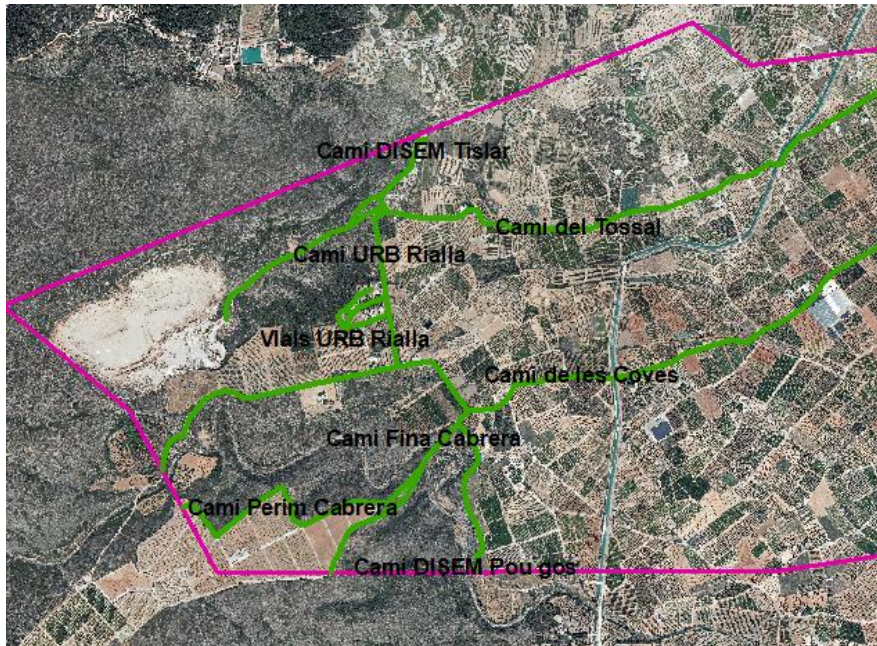 Cami DISEM Tislar
Cami del Tossal
Cami URB Rialla
Vials URB Rialla
Cami de les Coves
Cami Fina Cabrera
Cami Perim Cabrera
Cami DISEM Pou gos